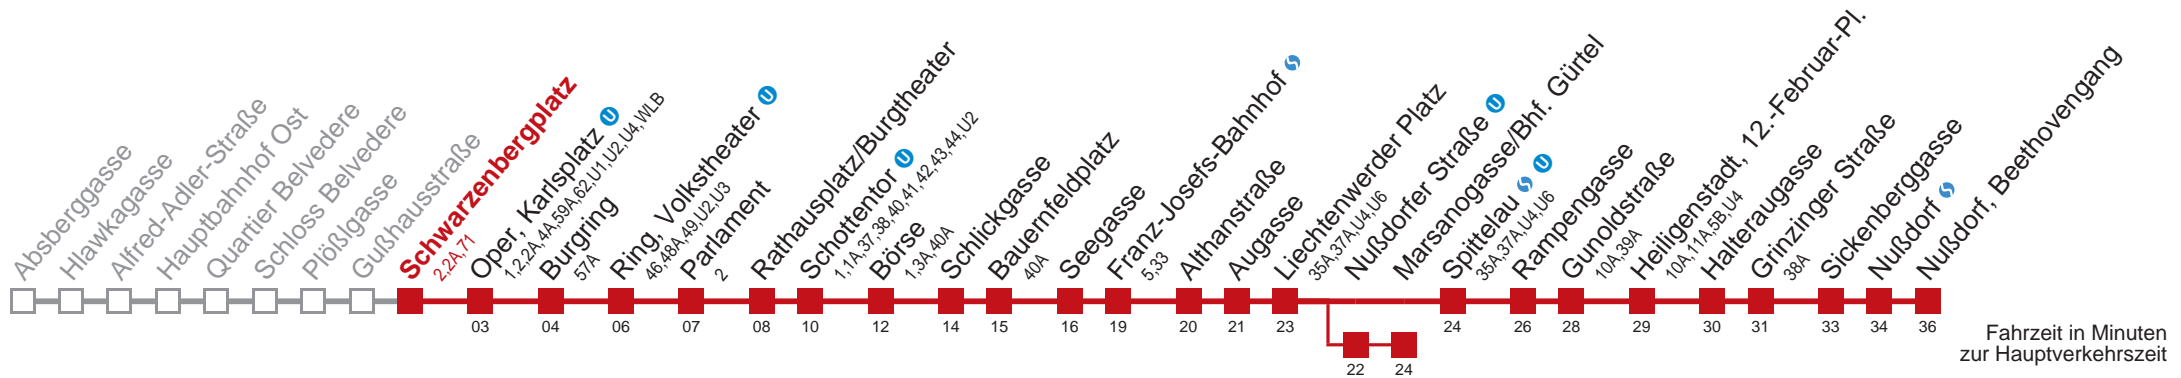 Absberggasse
Hlawkagasse
Alfred-Adler-Straße
Hauptbahnhof Ost
Quartier Belvedere
Schloss Belvedere
Plößlgasse
Gußhausstraße
Schwarzenbergplatz
2,2A,71
Oper, Karlsplatz U
1,2,2A,4A,59A,62,U1,U2,U4,WLB
Burgring
57A
Ring, Volkstheater U
46,48A,49,U2,U3
Parlament
2
Rathausplatz/Burgtheater
Schottentor U
1,1A,37,38,40,41,42,43,44,U2
Börse
1,3A,40A
Schlickgasse
Bauernfeldplatz
40A
Seegasse
Franz-Josefs-Bahnhof S
5,33
Althanstraße
Augasse
Liechtenwerder Platz
35A,37A,U4,U6
Nußdorfer Straße U
Marsanogasse/Bhf. Gürtel
Spittelau S U
35A,37A,U4,U6
Rampengasse
Gunoldstraße
10A,39A
Heiligenstadt, 12.-Februar-Pl.
10A,11A,5B,U4
Halteraugasse
Grinzinger Straße
38A
Sickenberggasse
Nußdorf S
Nußdorf, Beethovengang
03 04 06 07 08 10 12 14 15 16 19 20 21 23 24 26 28 29 30 31 33 34 36
22 24
Fahrzeit in Minuten
zur Hauptverkehrszeit